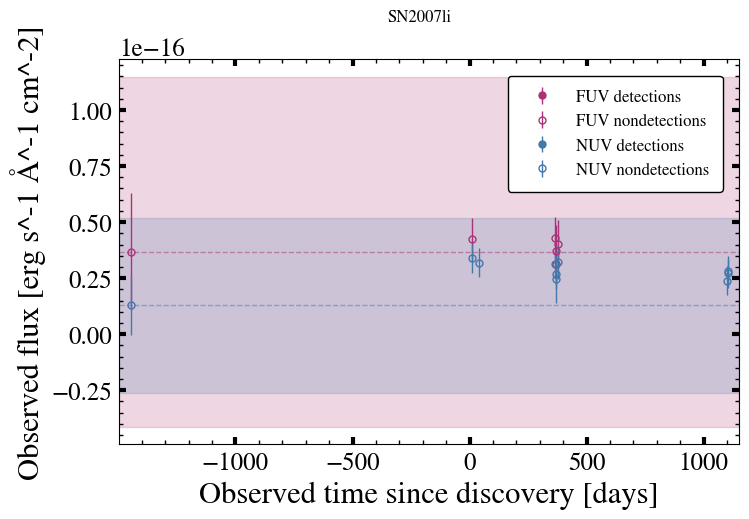 SN2007li
1e−16
Observed flux [erg s^-1 Å^-1 cm^-2]
1.00
0.75
0.50
0.25
0.00
−0.25
FUV detections
FUV nondetections
NUV detections
NUV nondetections
−1000
−500
0
500
1000
Observed time since discovery [days]